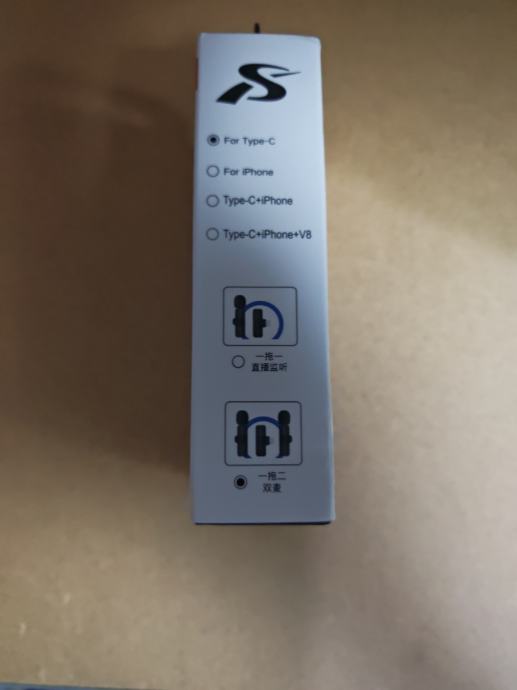 For Type-C
For iPhone
Type-C+iPhone
Type-C+iPhone+V8
一拖一
直播监听
一拖二
双麦